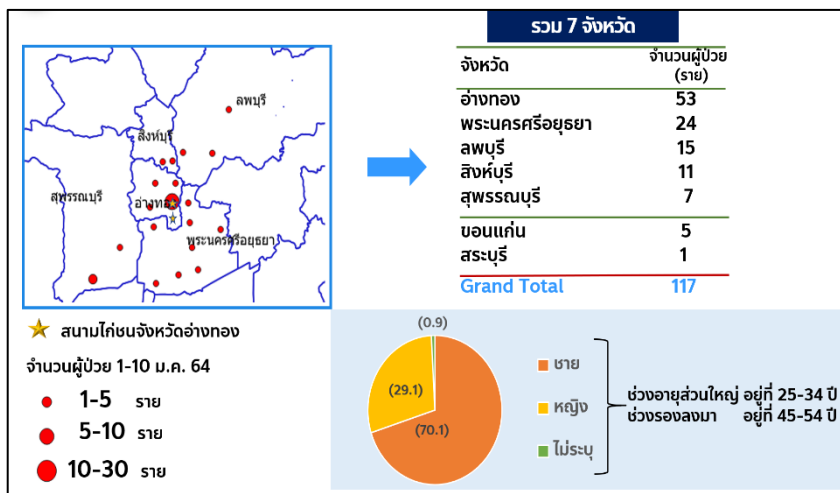 รวม 7 จังหวัด
จังหวัด
จำนวนผู้ป่วย
(ราย)
อ่างทอง 53
พระนครศรีอยุธยา 24
ลพบุรี 15
สิงห์บุรี 11
สุพรรณบุรี 7
ขอนแก่น 5
สระบุรี 1
Grand Total 117
ลพบุรี
สิงห์บุรี
สุพรรณบุรี
อ่างทอง
พระนครศรีอยุธยา
สนามไก่ชนจังหวัดอ่างทอง
จำนวนผู้ป่วย 1-10 ม.ค. 64
1-5 ราย
5-10 ราย
10-30 ราย
(0.9)
(29.1)
(70.1)
ชาย
หญิง
ไม่ระบุ
ช่วงอายุส่วนใหญ่ อยู่ที่ 25-34 ปี
ช่วงรองลงมา อยู่ที่ 45-54 ปี